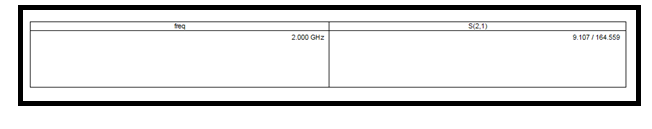 freq S(2,1)
2.000 GHz 9.107 / 164.559